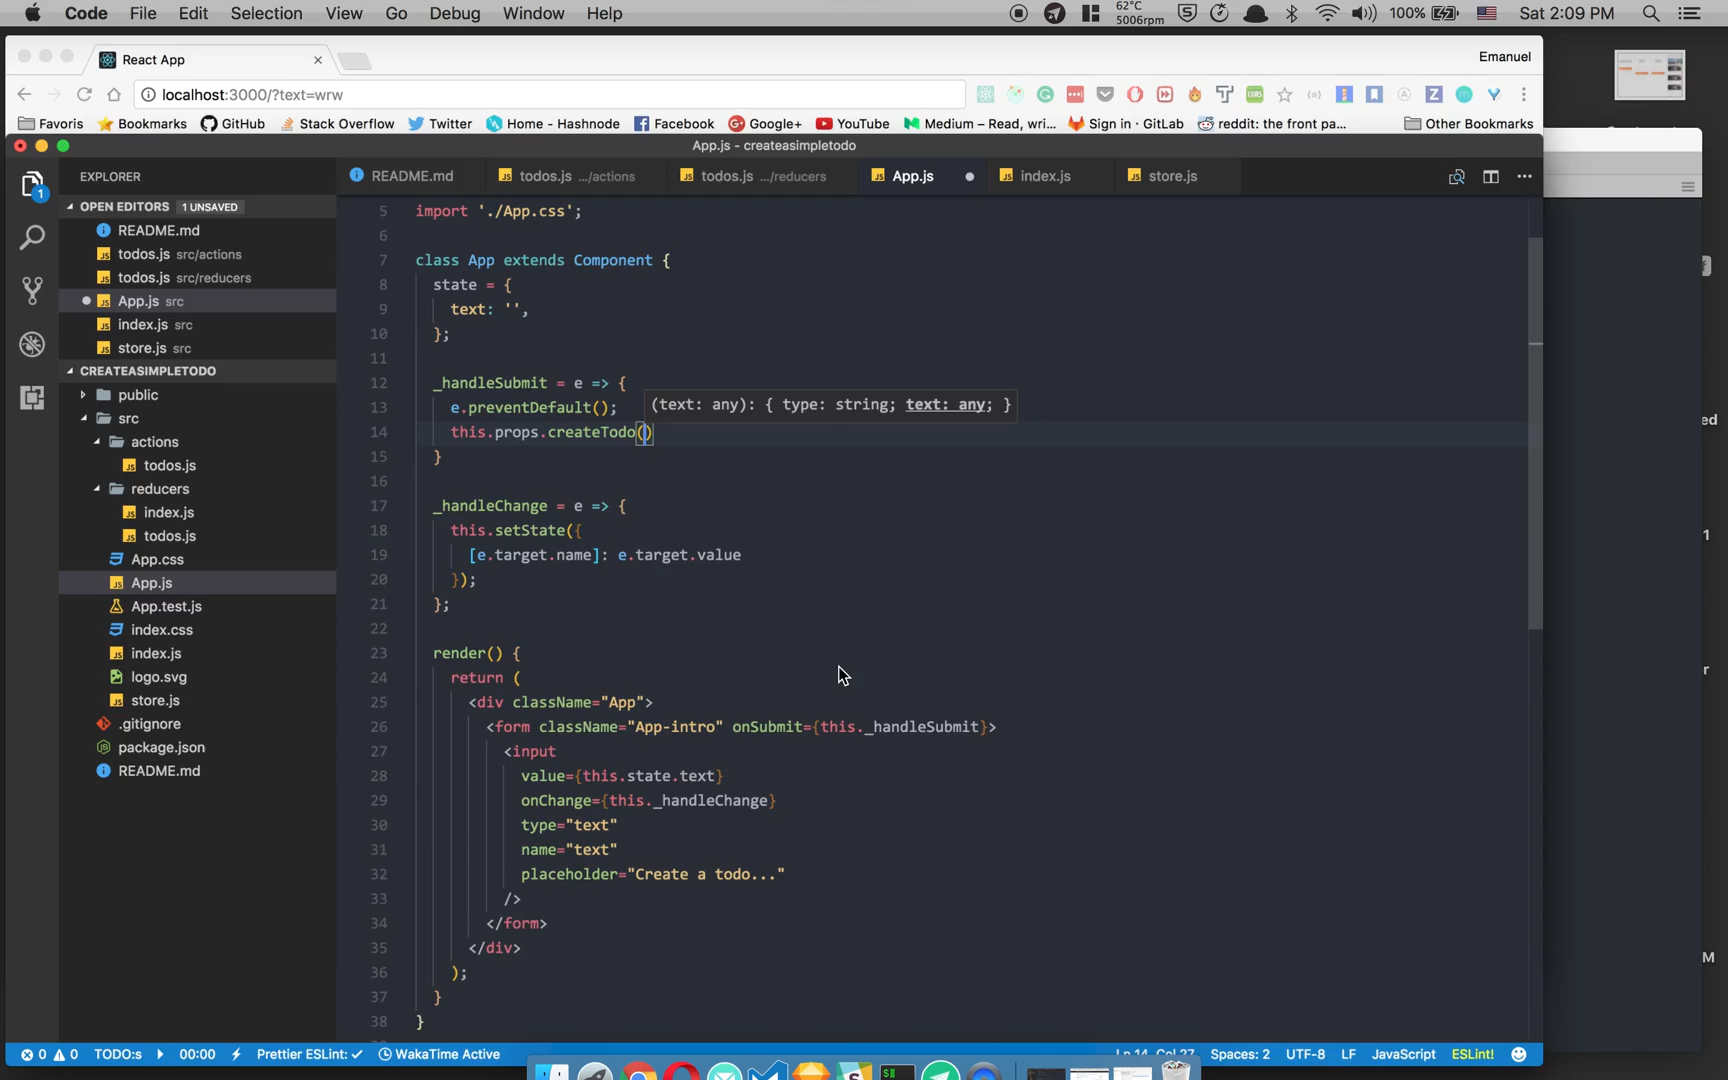 Code File Edit Selection View Go Debug Window Help 62°C 5006rpm 100% Sat 2:09 PM
React App × Emanuel
localhost:3000/?text=wrw
Favoris Bookmarks GitHub Stack Overflow Twitter Home - Hashnode Facebook Google+ YouTube Medium – Read, wri... Sign in · GitLab reddit: the front pa... Other Bookmarks
App.js - createasimpletodo
EXPLORER
README.md todos.js .../actions todos.js .../reducers App.js index.js store.js
OPEN EDITORS 1 UNSAVED
README.md
todos.js src/actions
todos.js src/reducers
App.js src
index.js src
store.js src
CREATEASIMPLETODO
public
src
actions
todos.js
reducers
index.js
todos.js
App.css
App.js
App.test.js
index.css
index.js
logo.svg
store.js
.gitignore
package.json
README.md
5 import './App.css';
6
7 class App extends Component {
8 state = {
9 text: '',
10 };
11
12 _handleSubmit = e => {
13 e.preventDefault();
(text: any): { type: string; text: any; }
14 this.props.createTodo()
15 }
16
17 _handleChange = e => {
18 this.setState({
19 [e.target.name]: e.target.value
20 });
21 };
22
23 render() {
24 return (
25 <div className="App">
26 <form className="App-intro" onSubmit={this._handleSubmit}>
27 <input
28 value={this.state.text}
29 onChange={this._handleChange}
30 type="text"
31 name="text"
32 placeholder="Create a todo..."
33 />
34 </form>
35 </div>
36 );
37 }
38 }
0 0 TODO:s 00:00 Prettier ESLint: ✓ WakaTime Active Ln 14, Col 27 Spaces: 2 UTF-8 LF JavaScript ESLint!